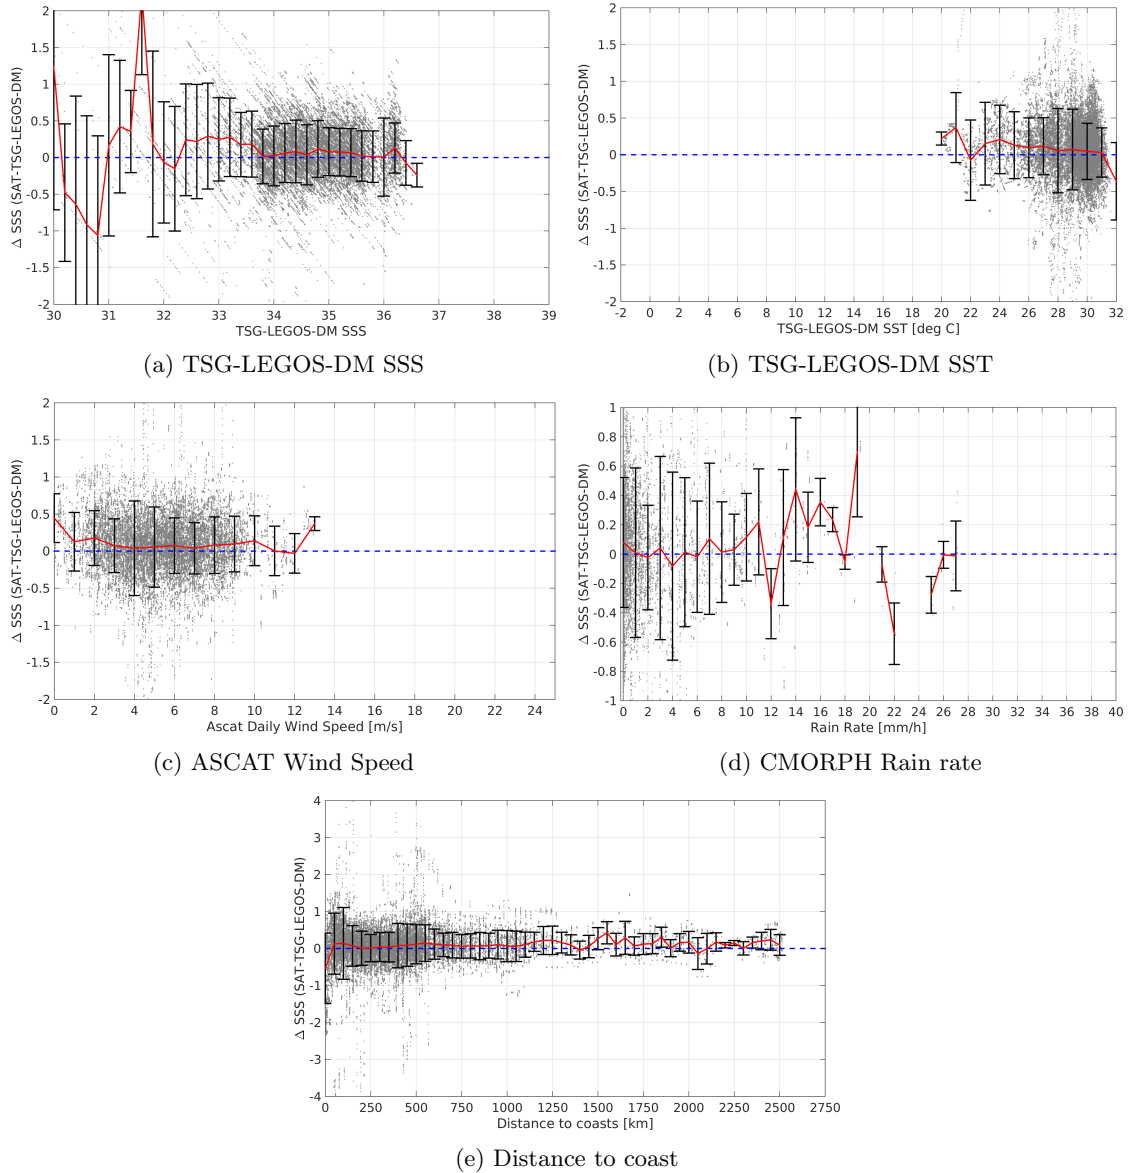 2
1.5
1
0.5
0
-0.5
-1
-1.5
-2
Δ SSS (SAT-TSG-LEGOS-DM)
30 31 32 33 34 35 36 37 38 39
TSG-LEGOS-DM SSS
(a) TSG-LEGOS-DM SSS
2
1.5
1
0.5
0
-0.5
-1
-1.5
-2
Δ SSS (SAT-TSG-LEGOS-DM)
-2 0 2 4 6 8 10 12 14 16 18 20 22 24 26 28 30 32
TSG-LEGOS-DM SST [deg C]
(b) TSG-LEGOS-DM SST
2
1.5
1
0.5
0
-0.5
-1
-1.5
-2
Δ SSS (SAT-TSG-LEGOS-DM)
0 2 4 6 8 10 12 14 16 18 20 22 24
Ascat Daily Wind Speed [m/s]
(c) ASCAT Wind Speed
1
0.8
0.6
0.4
0.2
0
-0.2
-0.4
-0.6
-0.8
-1
Δ SSS (SAT-TSG-LEGOS-DM)
0 2 4 6 8 10 12 14 16 18 20 22 24 26 28 30 32 34 36 38 40
Rain Rate [mm/h]
(d) CMORPH Rain rate
4
3
2
1
0
-1
-2
-3
-4
Δ SSS (SAT-TSG-LEGOS-DM)
0 250 500 750 1000 1250 1500 1750 2000 2250 2500 2750
Distance to coasts [km]
(e) Distance to coast